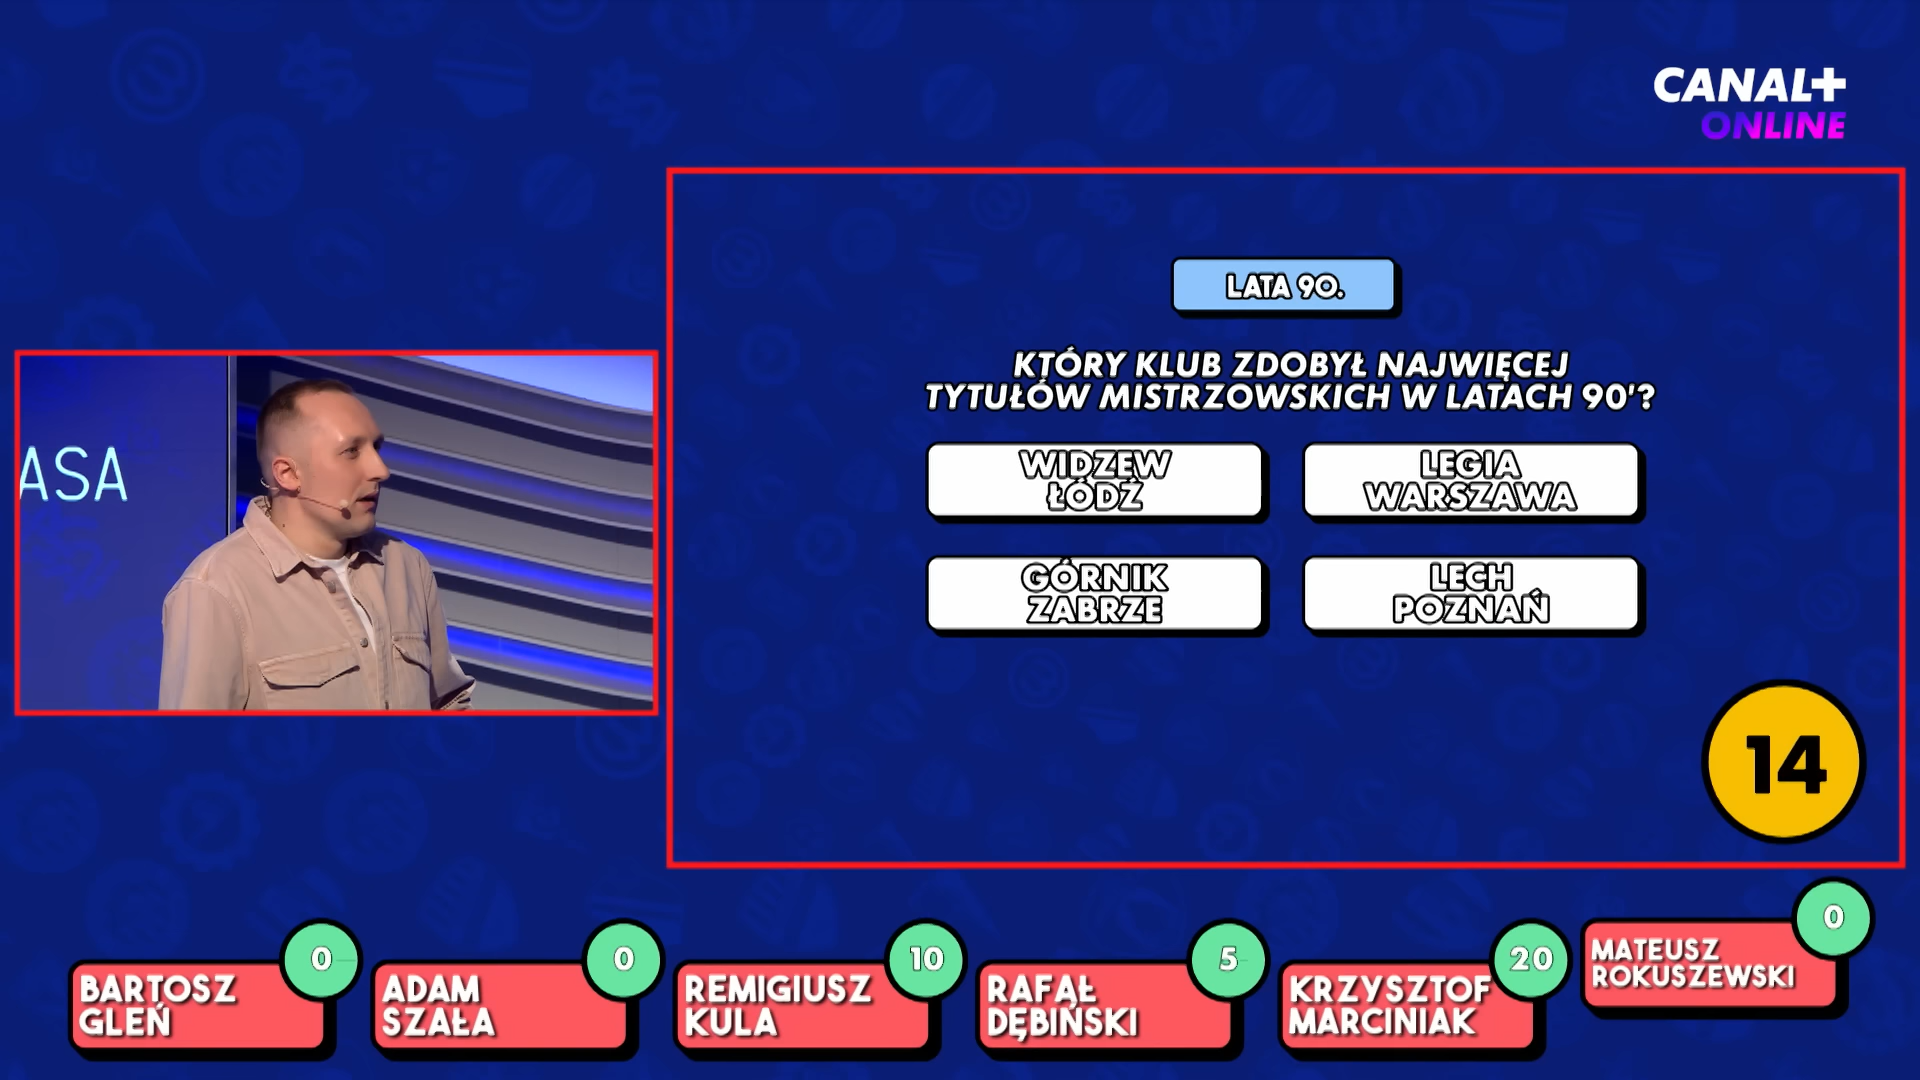 CANAL+
ONLINE
LATA 90.
KTÓRY KLUB ZDOBYŁ NAJWIĘCEJ
TYTUŁÓW MISTRZOWSKICH W LATACH 90'?
WIDZEW
ŁÓDŹ
LEGIA
WARSZAWA
GÓRNIK
ZABRZE
LECH
POZNAŃ
ASA
14
0
BARTOSZ
GLEŃ
0
ADAM
SZAŁA
10
REMIGIUSZ
KULA
5
RAFAŁ
DĘBIŃSKI
20
KRZYSZTOF
MARCINIAK
0
MATEUSZ
ROKUSZEWSKI